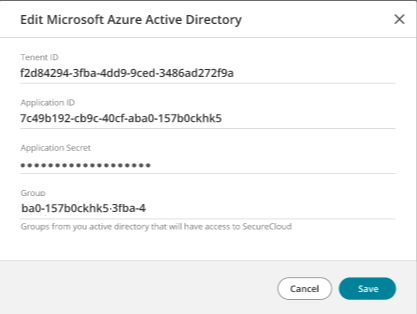 Edit Microsoft Azure Active Directory
Tenent ID
f2d84294-3fba-4dd9-9ced-3486ad272f9a
Application ID
7c49b192-cb9c-40cf-aba0-157b0ckhk5
Application Secret
Group
ba0-157b0ckhk5-3fba-4
Groups from you active directory that will have access to SecureCloud
Cancel Save